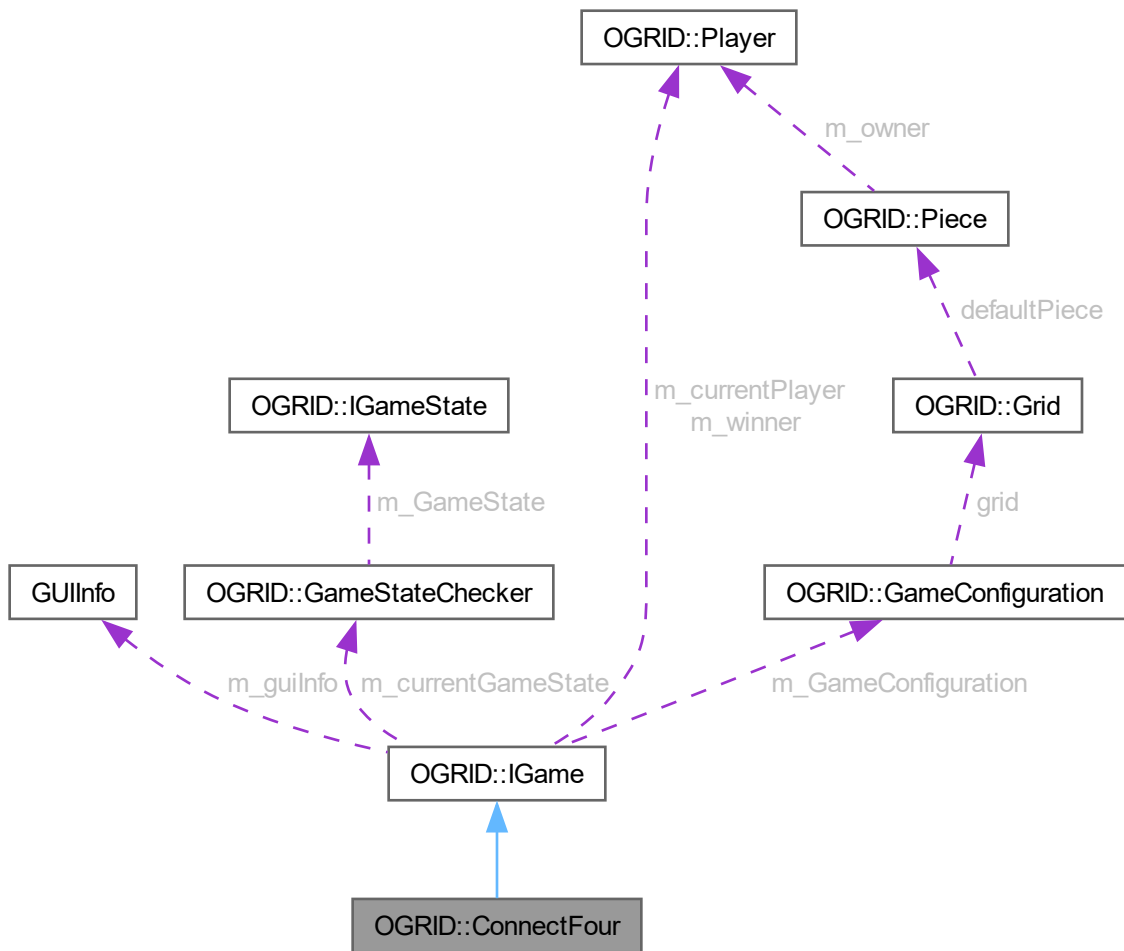 OGRID::Player
m_owner
OGRID::Piece
defaultPiece
m_currentPlayer
m_winner
OGRID::IGameState
OGRID::Grid
m_GameState
grid
GUIInfo
OGRID::GameStateChecker
OGRID::GameConfiguration
m_guiInfo
m_currentGameState
m_GameConfiguration
OGRID::IGame
OGRID::ConnectFour